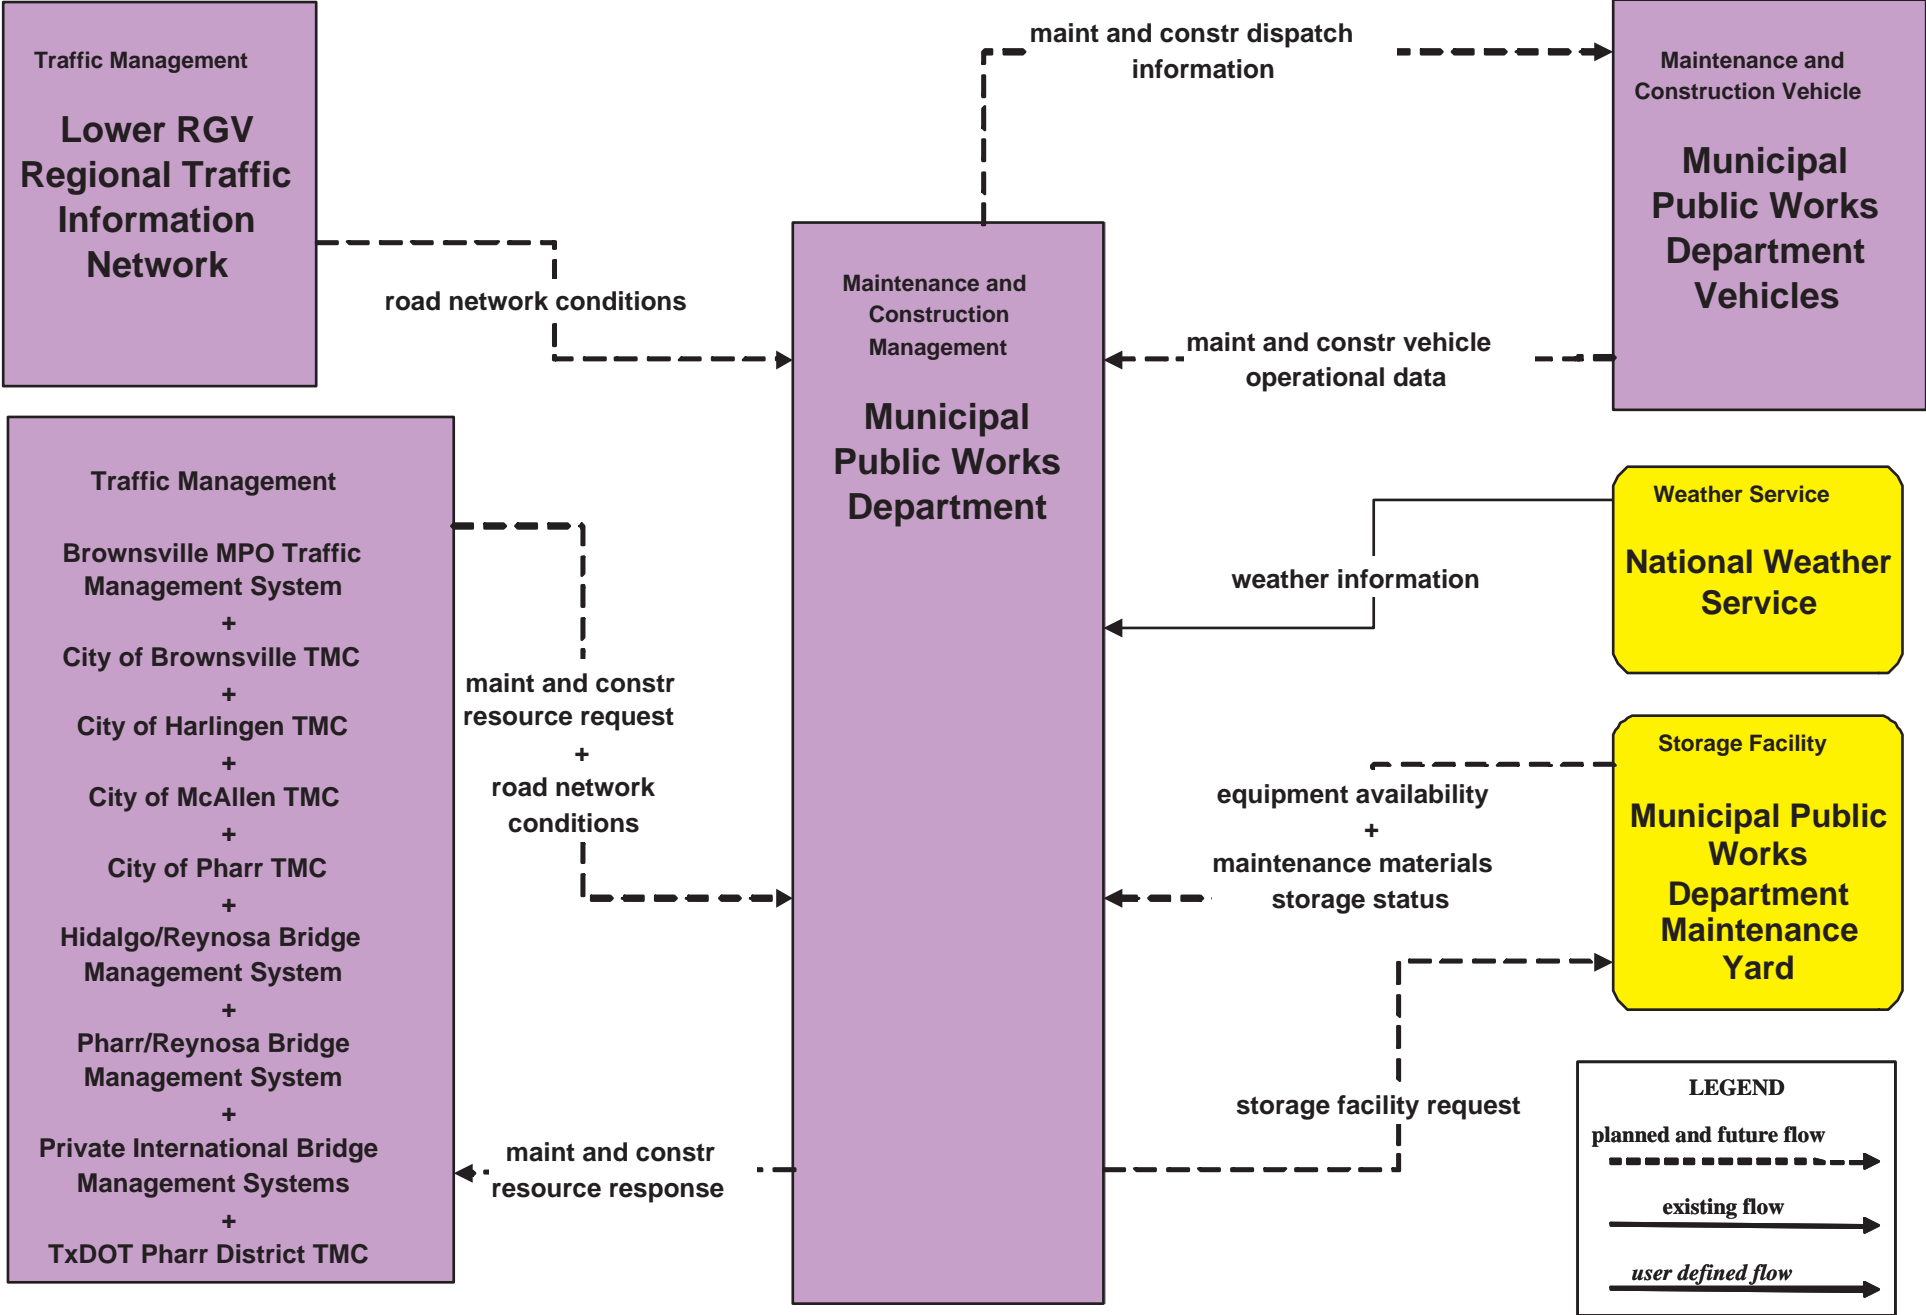 Traffic Management
Lower RGV
Regional Traffic
Information
Network
road network conditions
maint and constr dispatch
information
Maintenance and
Construction Vehicle
Municipal
Public Works
Department
Vehicles
maint and constr vehicle
operational data
Maintenance and
Construction
Management
Municipal
Public Works
Department
Traffic Management
Brownsville MPO Traffic
Management System
+
City of Brownsville TMC
+
City of Harlingen TMC
+
City of McAllen TMC
+
City of Pharr TMC
+
Hidalgo/Reynosa Bridge
Management System
+
Pharr/Reynosa Bridge
Management System
+
Private International Bridge
Management Systems
+
TxDOT Pharr District TMC
maint and constr
resource request
+
road network
conditions
maint and constr
resource response
Weather Service
National Weather
Service
weather information
Storage Facility
Municipal Public
Works
Department
Maintenance
Yard
equipment availability
+
maintenance materials
storage status
storage facility request
LEGEND
planned and future flow
existing flow
user defined flow